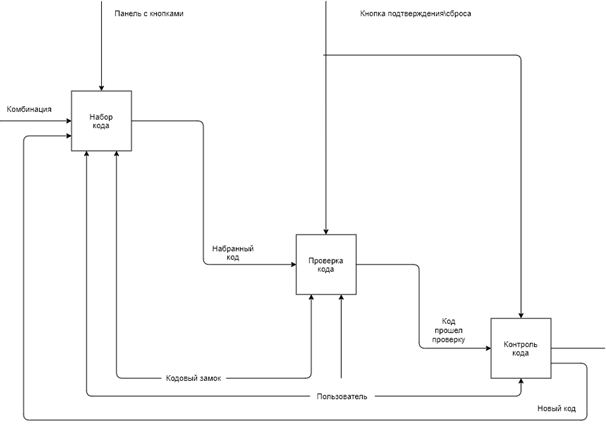 Панель с кнопками
Кнопка подтверждения\сброса
Комбинация
Набор
кода
Набранный
код
Проверка
кода
Код
прошел
проверку
Контроль
кода
Кодовый замок
Пользователь
Новый код